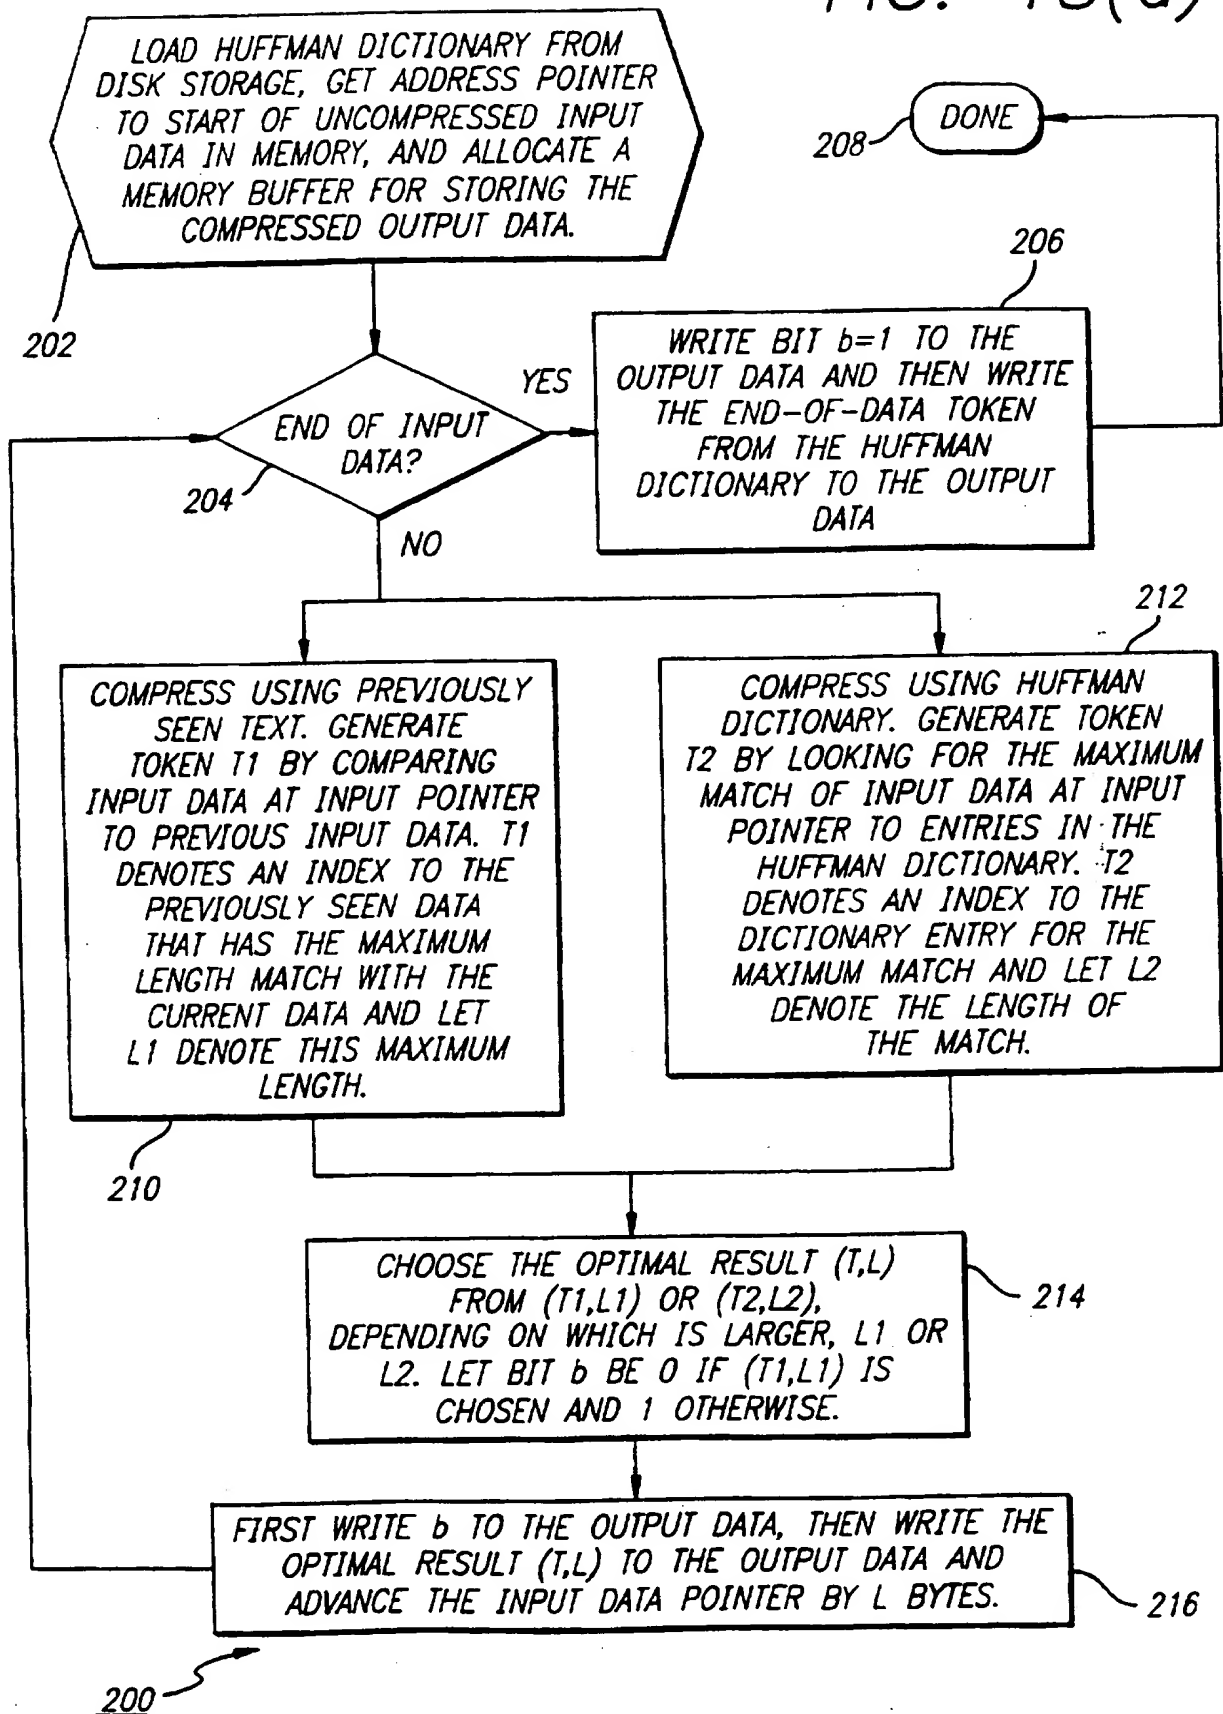 LOAD HUFFMAN DICTIONARY FROM
DISK STORAGE, GET ADDRESS POINTER
TO START OF UNCOMPRESSED INPUT
DATA IN MEMORY, AND ALLOCATE A
MEMORY BUFFER FOR STORING THE
COMPRESSED OUTPUT DATA.
202
DONE
208
206
END OF INPUT
DATA?
204
YES
NO
WRITE BIT b=1 TO THE
OUTPUT DATA AND THEN WRITE
THE END-OF-DATA TOKEN
FROM THE HUFFMAN
DICTIONARY TO THE OUTPUT
DATA
COMPRESS USING PREVIOUSLY
SEEN TEXT. GENERATE
TOKEN T1 BY COMPARING
INPUT DATA AT INPUT POINTER
TO PREVIOUS INPUT DATA. T1
DENOTES AN INDEX TO THE
PREVIOUSLY SEEN DATA
THAT HAS THE MAXIMUM
LENGTH MATCH WITH THE
CURRENT DATA AND LET
L1 DENOTE THIS MAXIMUM
LENGTH.
210
212
COMPRESS USING HUFFMAN
DICTIONARY. GENERATE TOKEN
T2 BY LOOKING FOR THE MAXIMUM
MATCH OF INPUT DATA AT INPUT
POINTER TO ENTRIES IN THE
HUFFMAN DICTIONARY. T2
DENOTES AN INDEX TO THE
DICTIONARY ENTRY FOR THE
MAXIMUM MATCH AND LET L2
DENOTE THE LENGTH OF
THE MATCH.
CHOOSE THE OPTIMAL RESULT (T,L)
FROM (T1,L1) OR (T2,L2),
DEPENDING ON WHICH IS LARGER, L1 OR
L2. LET BIT b BE 0 IF (T1,L1) IS
CHOSEN AND 1 OTHERWISE.
214
FIRST WRITE b TO THE OUTPUT DATA, THEN WRITE THE
OPTIMAL RESULT (T,L) TO THE OUTPUT DATA AND
ADVANCE THE INPUT DATA POINTER BY L BYTES.
216
200